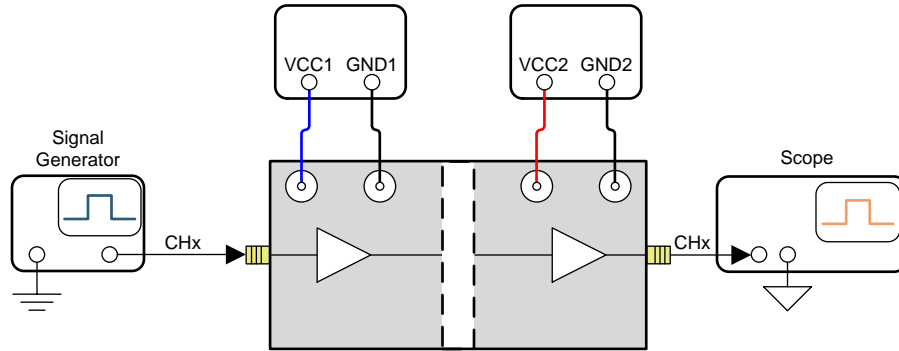 VCC1 GND1
VCC2 GND2
Signal
Generator
Scope
CHx
CHx